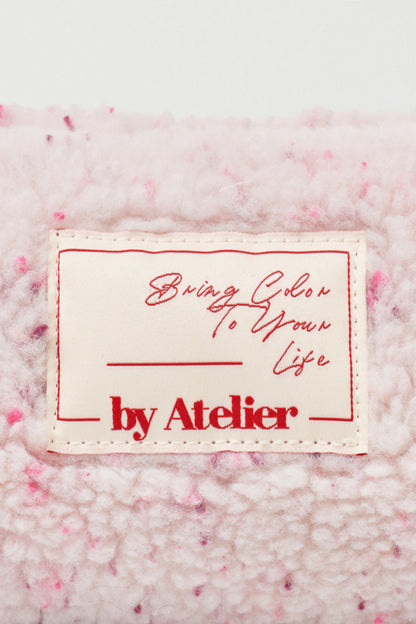 Bring Color
To Your
Life
by Atelier